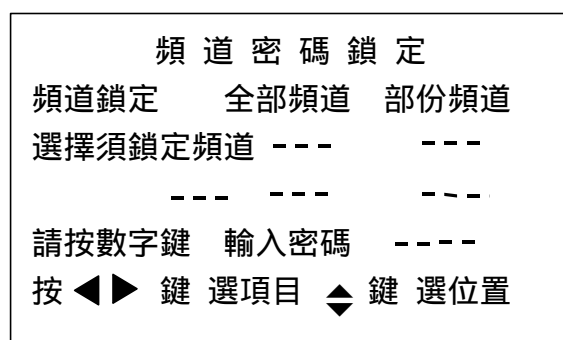 頻道密碼鎖定
頻道鎖定 全部頻道 部份頻道
選擇須鎖定頻道 --- ---
--- --- ---
請按數字鍵 輸入密碼 ----
按 ◀ ▶ 鍵 選項目 ⬘ 鍵 選位置